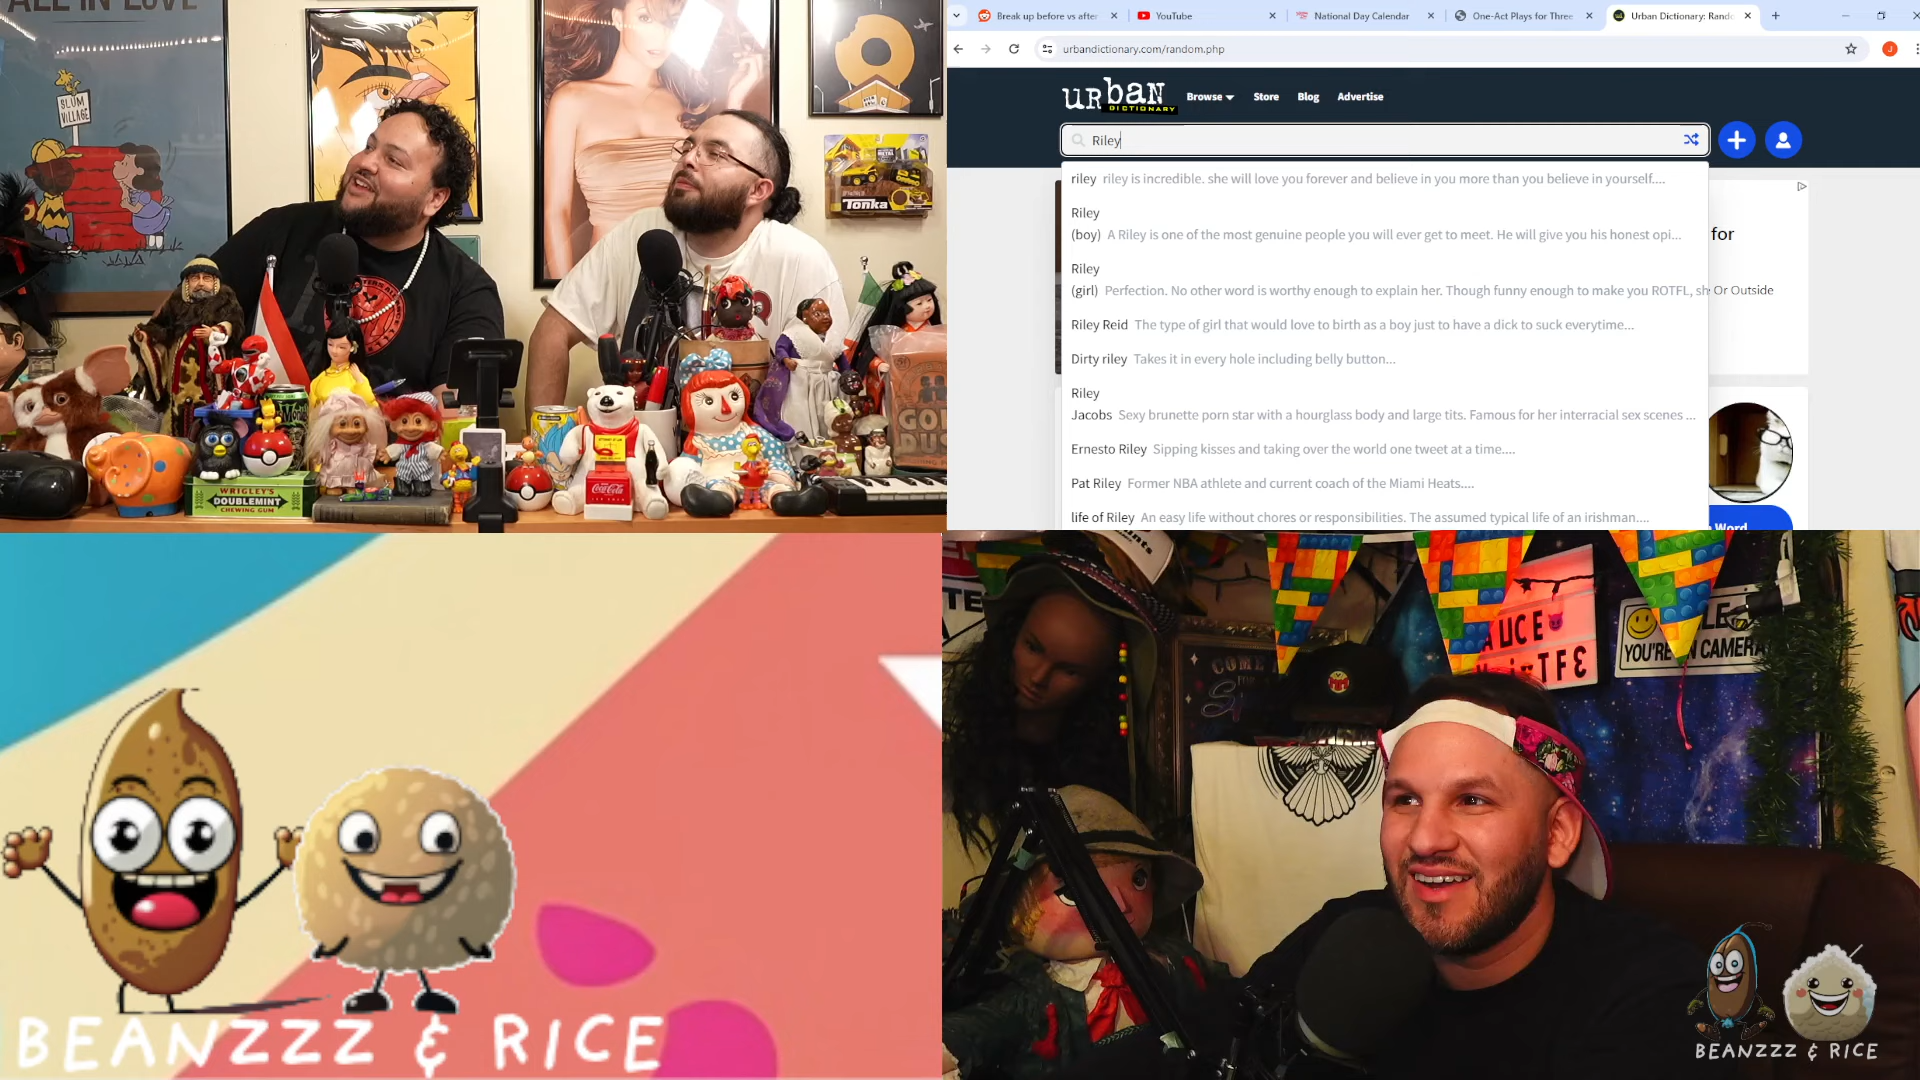 ALL IN LOVE
SLUM
VILLAGE
Tonka
WRIGLEY'S
DOUBLEMINT
CHEWING GUM
Coca-Cola
Break up before vs after
YouTube
National Day Calendar
One-Act Plays for Three
Urban Dictionary: Rando
urbandictionary.com/random.php
J
urban
DICTIONARY
Browse
Store
Blog
Advertise
Riley
riley riley is incredible. she will love you forever and believe in you more than you believe in yourself....
Riley
(boy) A Riley is one of the most genuine people you will ever get to meet. He will give you his honest opi...
for
Riley
(girl) Perfection. No other word is worthy enough to explain her. Though funny enough to make you ROTFL, sh
Or Outside
Riley Reid The type of girl that would love to birth as a boy just to have a dick to suck everytime...
Dirty riley Takes it in every hole including belly button...
Riley
Jacobs Sexy brunette porn star with a hourglass body and large tits. Famous for her interracial sex scenes ...
Ernesto Riley Sipping kisses and taking over the world one tweet at a time....
Pat Riley Former NBA athlete and current coach of the Miami Heats....
life of Riley An easy life without chores or responsibilities. The assumed typical life of an irishman....
Word
BEANZZZ & RICE
COME
YOU'RE ON CAMERA
BEANZZZ & RICE